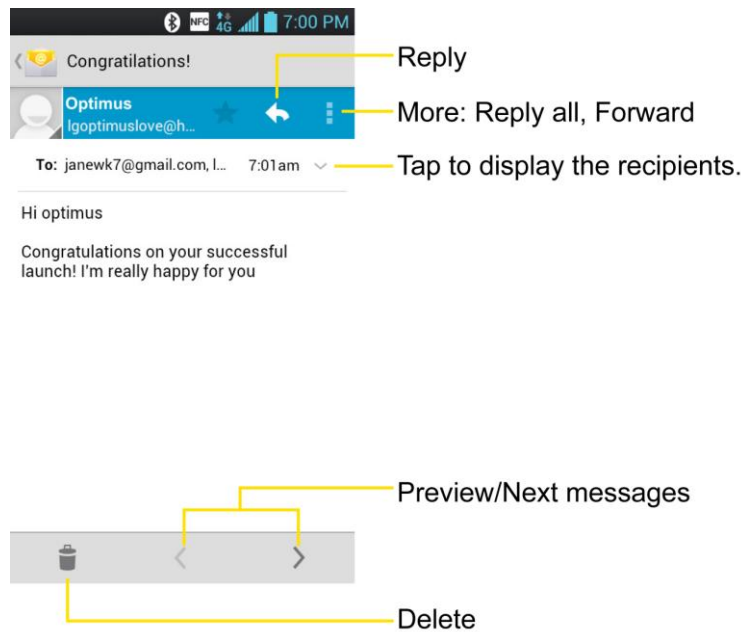 NFC 4G 7:00 PM
Congratilations!
Reply
Optimus
lgoptimuslove@h...
More: Reply all, Forward
To: janewk7@gmail.com, l... 7:01am
Tap to display the recipients.
Hi optimus
Congratulations on your successful
launch! I'm really happy for you
Preview/Next messages
Delete